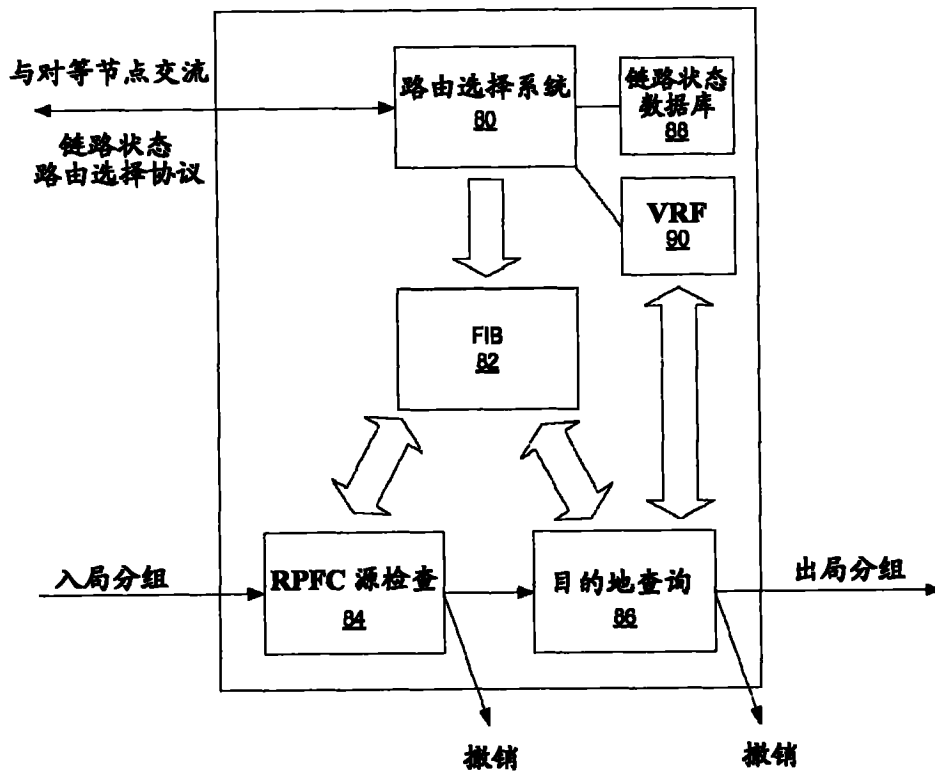 与对等节点交流
链路状态
路由选择协议
路由选择系统
80
链路状态
数据库
88
VRF
90
FIB
82
入局分组
RPFC 源检查
84
目的地查询
86
出局分组
撤销
撤销